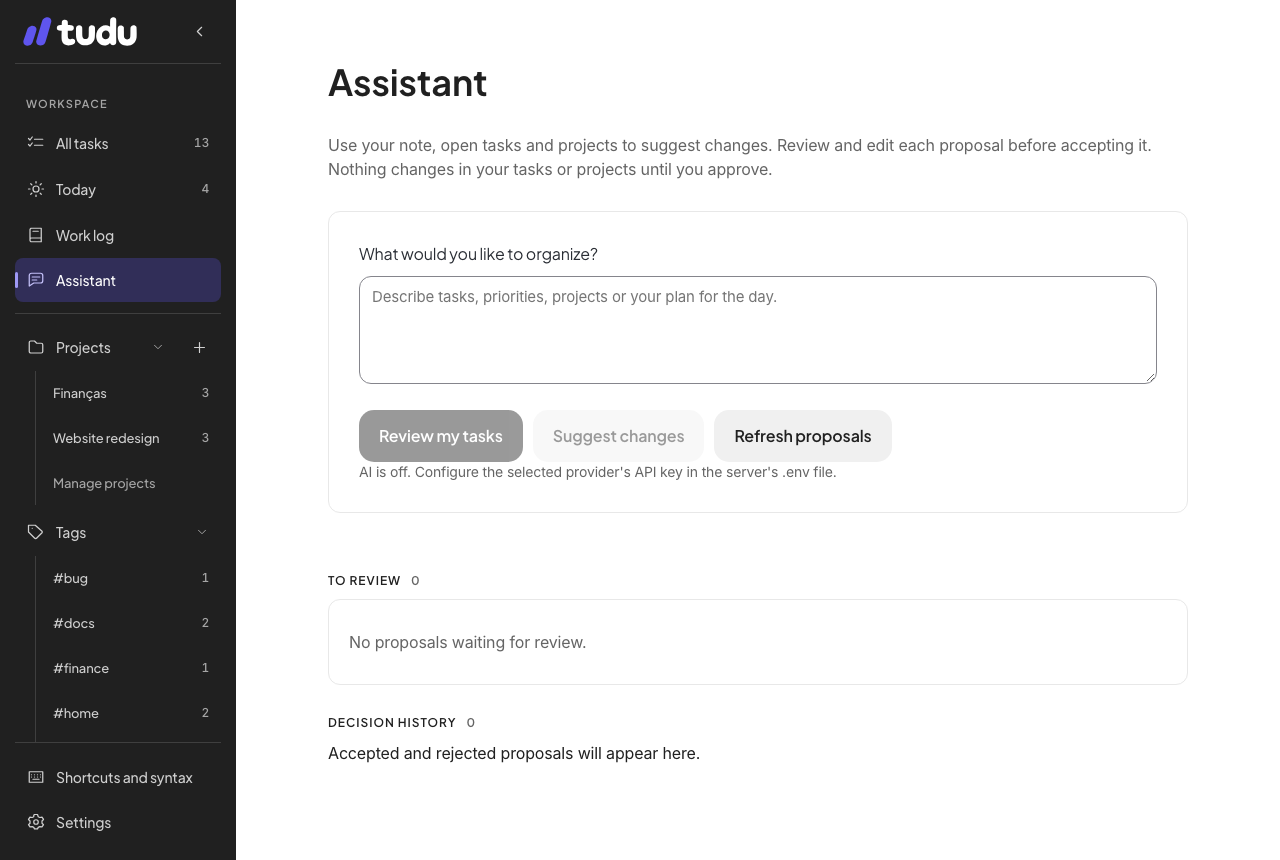 tudu
WORKSPACE
All tasks 13
Today 4
Work log
Assistant
Projects
Finanças 3
Website redesign 3
Manage projects
Tags
#bug 1
#docs 2
#finance 1
#home 2
Shortcuts and syntax
Settings
Assistant
Use your note, open tasks and projects to suggest changes. Review and edit each proposal before accepting it.
Nothing changes in your tasks or projects until you approve.
What would you like to organize?
Describe tasks, priorities, projects or your plan for the day.
Review my tasks Suggest changes Refresh proposals
AI is off. Configure the selected provider's API key in the server's .env file.
TO REVIEW 0
No proposals waiting for review.
DECISION HISTORY 0
Accepted and rejected proposals will appear here.